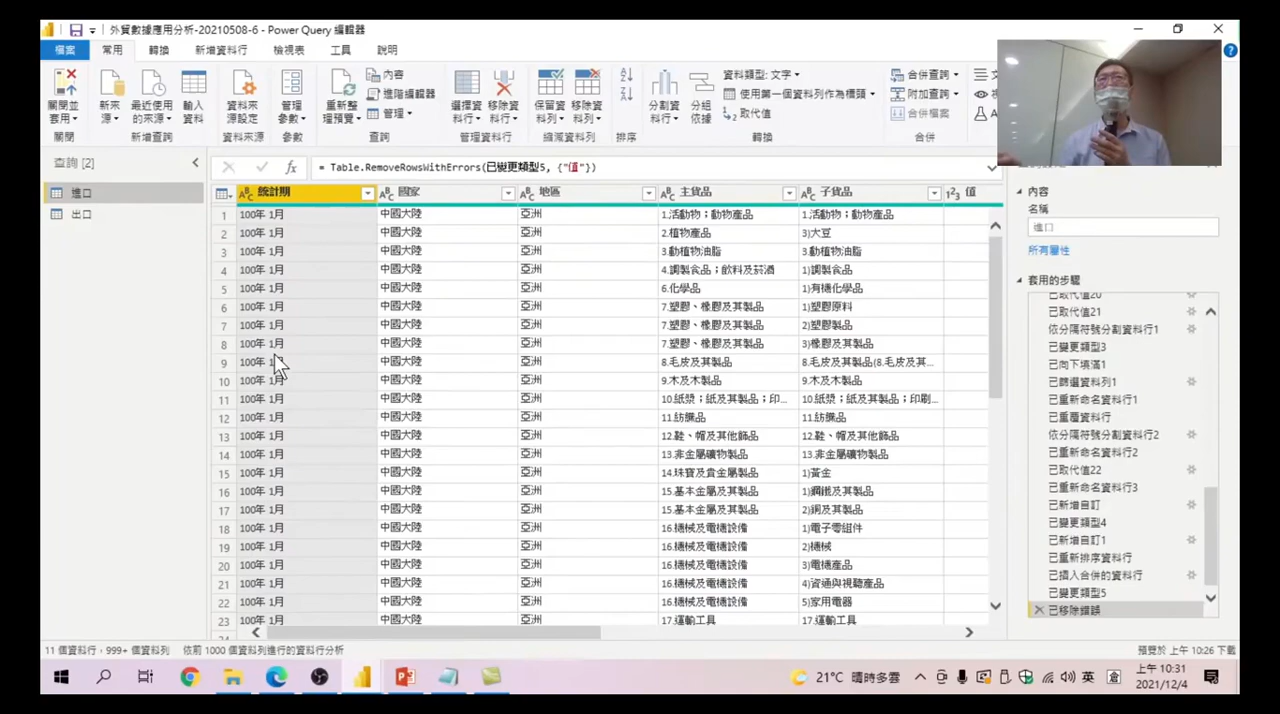 外貿數據應用分析-20210508-6 - Power Query 編輯器
檔案 常用 轉換 新增資料行 檢視表 工具 說明
關閉並套用 新來源 最近使用的來源 輸入資料 資料來源設定 管理參數 重新整理預覽 內容 進階編輯器 管理 選擇資料行 移除資料行 保留資料列 移除資料列 分割資料行 分組依據 資料類型: 文字 使用第一個資料列作為標頭 取代值 合併查詢 附加查詢 合併檔案
關閉 新增查詢 資料來源 參數 查詢 管理資料行 縮減資料列 排序 轉換 合併
查詢 [2]
進口
出口
= Table.RemoveRowsWithErrors(已變更類型5, {"值"})
統計期 國家 地區 主貨品 子貨品 值
1 100年 1月 中國大陸 亞洲 1.活動物；動物產品 1.活動物；動物產品
2 100年 1月 中國大陸 亞洲 2.植物產品 3)大豆
3 100年 1月 中國大陸 亞洲 3.動植物油脂 3.動植物油脂
4 100年 1月 中國大陸 亞洲 4.調製食品；飲料及菸酒 1)調製食品
5 100年 1月 中國大陸 亞洲 6.化學品 1)有機化學品
6 100年 1月 中國大陸 亞洲 7.塑膠、橡膠及其製品 1)塑膠原料
7 100年 1月 中國大陸 亞洲 7.塑膠、橡膠及其製品 2)塑膠製品
8 100年 1月 中國大陸 亞洲 7.塑膠、橡膠及其製品 3)橡膠及其製品
9 100年 1月 中國大陸 亞洲 8.毛皮及其製品 8.毛皮及其製品(8.毛皮及其...
10 100年 1月 中國大陸 亞洲 9.木及木製品 9.木及木製品
11 100年 1月 中國大陸 亞洲 10.紙漿；紙及其製品；印... 10.紙漿；紙及其製品；印刷...
12 100年 1月 中國大陸 亞洲 11.紡織品 11.紡織品
13 100年 1月 中國大陸 亞洲 12.鞋、帽及其他飾品 12.鞋、帽及其他飾品
14 100年 1月 中國大陸 亞洲 13.非金屬礦物製品 13.非金屬礦物製品
15 100年 1月 中國大陸 亞洲 14.珠寶及貴金屬製品 1)黃金
16 100年 1月 中國大陸 亞洲 15.基本金屬及其製品 1)鋼鐵及其製品
17 100年 1月 中國大陸 亞洲 15.基本金屬及其製品 2)銅及其製品
18 100年 1月 中國大陸 亞洲 16.機械及電機設備 1)電子零組件
19 100年 1月 中國大陸 亞洲 16.機械及電機設備 2)機械
20 100年 1月 中國大陸 亞洲 16.機械及電機設備 3)電機產品
21 100年 1月 中國大陸 亞洲 16.機械及電機設備 4)資通與視聽產品
22 100年 1月 中國大陸 亞洲 16.機械及電機設備 5)家用電器
23 100年 1月 中國大陸 亞洲 17.運輸工具 17.運輸工具
內容
名稱
進口
所有屬性
套用的步驟
已取代值20
已取代值21
依分隔符號分割資料行1
已變更類型3
已向下填滿1
已篩選資料列1
已重新命名資料行1
已重覆資料行
依分隔符號分割資料行2
已重新命名資料行2
已取代值22
已重新命名資料行3
已新增自訂
已變更類型4
已新增自訂1
已重新排序資料行
已插入合併的資料行
已變更類型5
已移除錯誤
11 個資料行，999+ 個資料列 依前 1000 個資料列進行的資料行分析 預覽於 上午 10:26 下載
21°C 晴時多雲 英 上午 10:31
2021/12/4